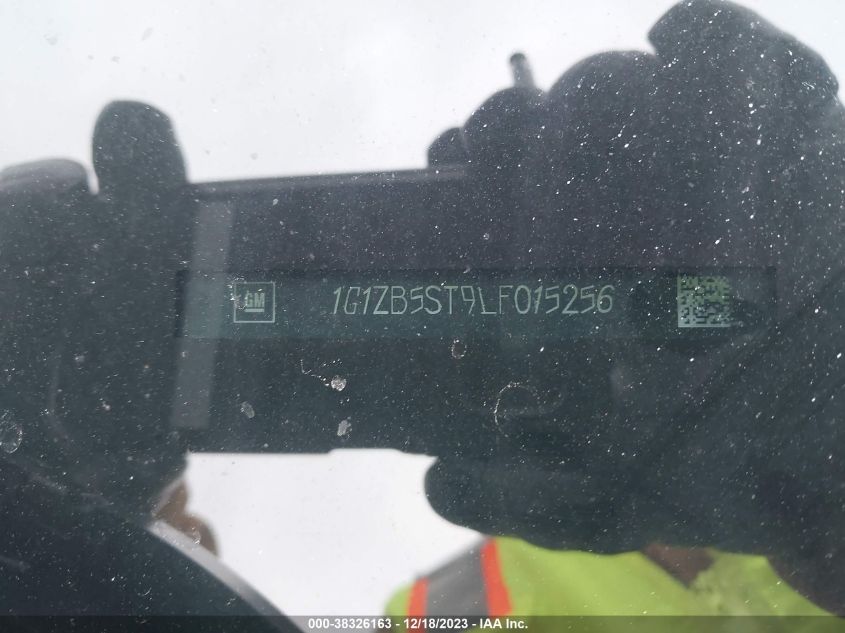 GM 1G1ZB5ST9LF015256
000-38326163 - 12/18/2023 - IAA Inc.